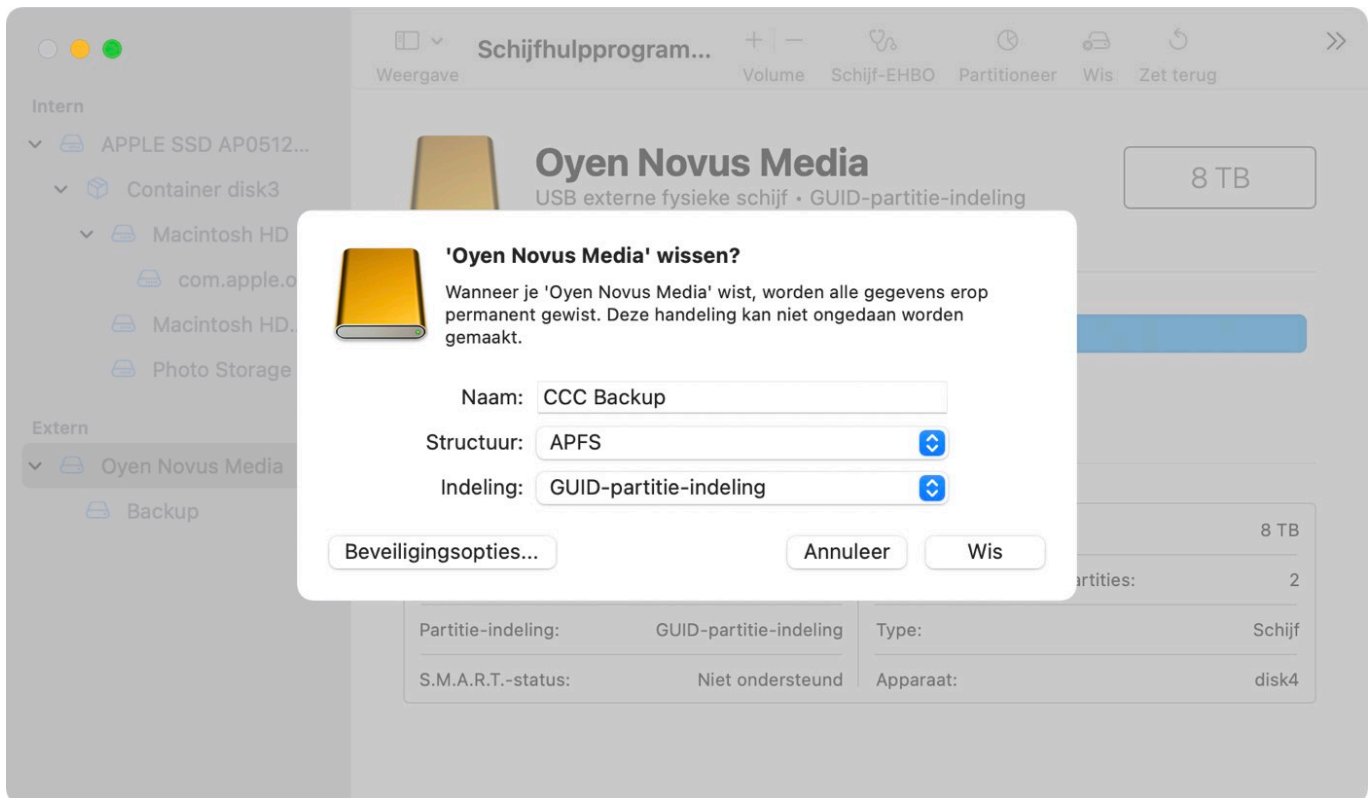 Schijfhulpprogram...
Weergave
Volume
Schijf-EHBO
Partitioneer
Wis
Zet terug
Intern
APPLE SSD AP0512...
Container disk3
Macintosh HD
com.apple.o
Macintosh HD..
Photo Storage
Extern
Oyen Novus Media
Backup
Oyen Novus Media
USB externe fysieke schijf • GUID-partitie-indeling
8 TB
'Oyen Novus Media' wissen?
Wanneer je 'Oyen Novus Media' wist, worden alle gegevens erop
permanent gewist. Deze handeling kan niet ongedaan worden
gemaakt.
Naam: CCC Backup
Structuur: APFS
Indeling: GUID-partitie-indeling
Beveiligingsopties...
Annuleer
Wis
8 TB
artities: 2
Partitie-indeling: GUID-partitie-indeling
Type: Schijf
S.M.A.R.T.-status: Niet ondersteund
Apparaat: disk4